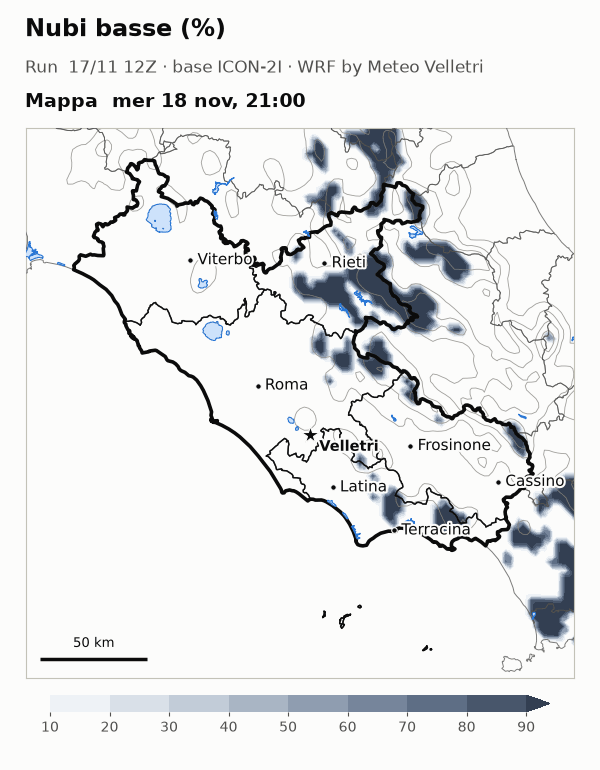 Nubi basse (%)
Run  17/11 12Z · base ICON-2I · WRF by Meteo Velletri
Mappa  mer 18 nov, 21:00
Viterbo
Rieti
Roma
Velletri
Frosinone
Latina
Cassino
Terracina
50 km
10 20 30 40 50 60 70 80 90